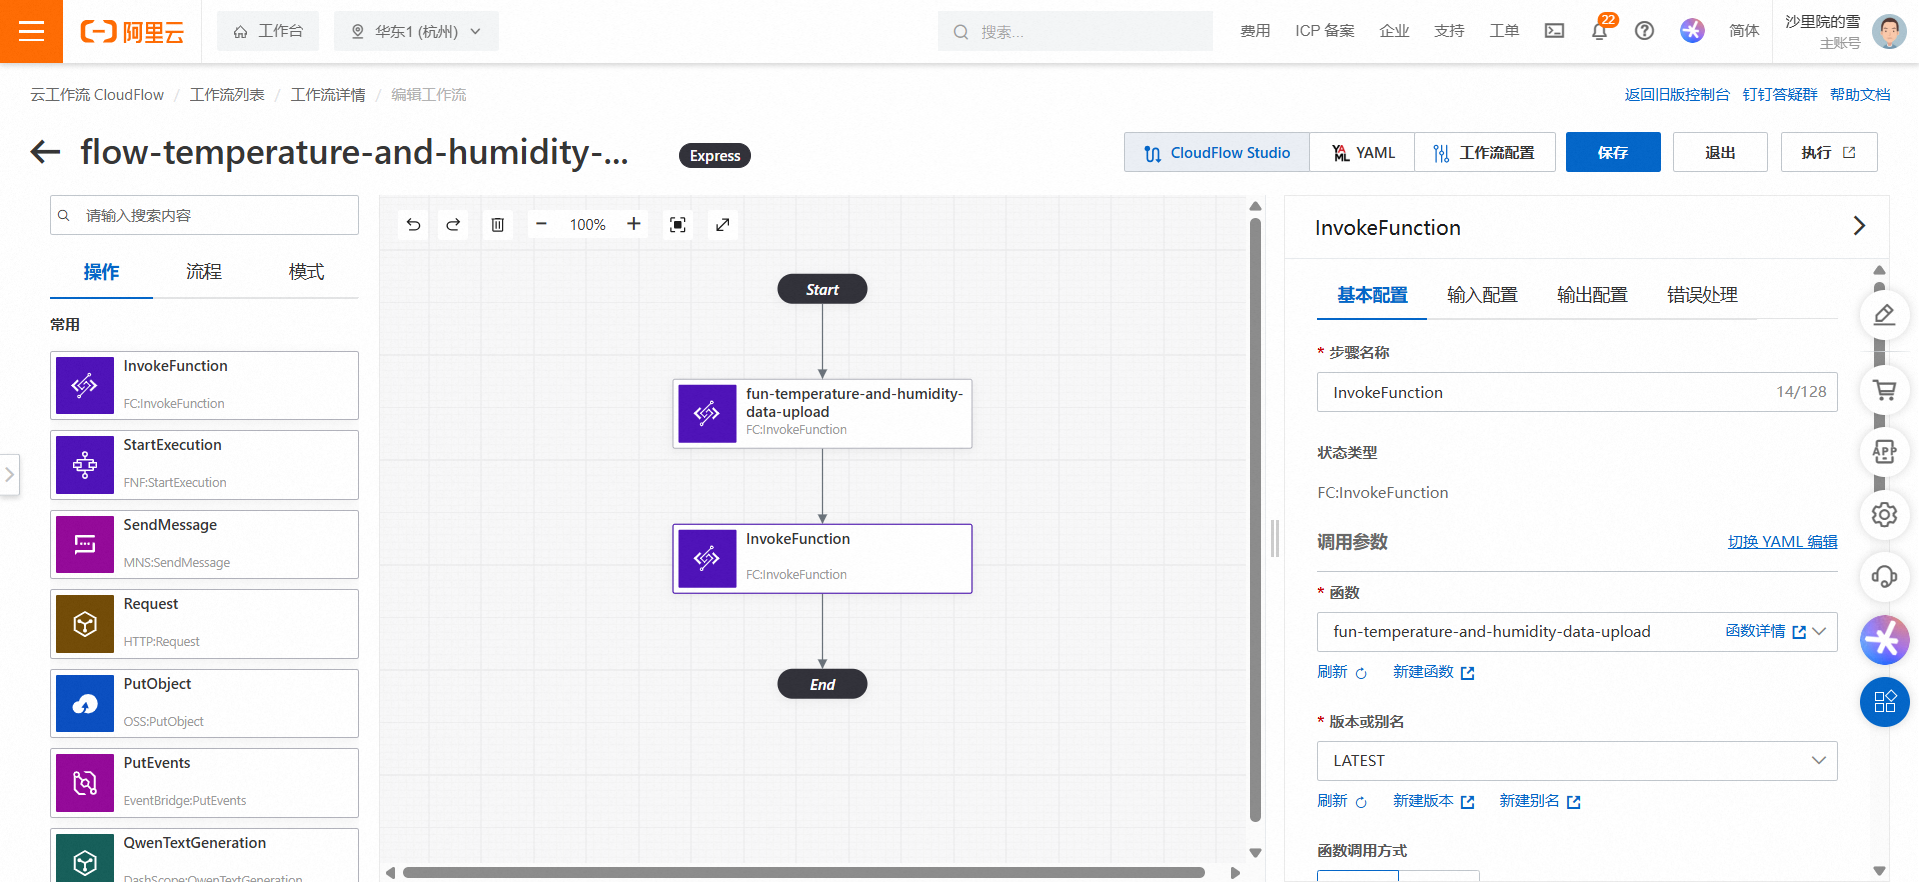 阿里云
工作台
华东1 (杭州)
搜索...
费用
ICP 备案
企业
支持
工单
22
简体
沙里院的雪
主账号
云工作流 CloudFlow / 工作流列表 / 工作流详情 / 编辑工作流
返回旧版控制台
钉钉答疑群
帮助文档
flow-temperature-and-humidity-...
Express
CloudFlow Studio
YAML
工作流配置
保存
退出
执行
请输入搜索内容
操作
流程
模式
常用
InvokeFunction
FC:InvokeFunction
StartExecution
FNF:StartExecution
SendMessage
MNS:SendMessage
Request
HTTP:Request
PutObject
OSS:PutObject
PutEvents
EventBridge:PutEvents
QwenTextGeneration
DashScope:QwenTextGeneration
100%
Start
fun-temperature-and-humidity-
data-upload
FC:InvokeFunction
InvokeFunction
FC:InvokeFunction
End
InvokeFunction
基本配置
输入配置
输出配置
错误处理
* 步骤名称
InvokeFunction
14/128
状态类型
FC:InvokeFunction
调用参数
切换 YAML 编辑
* 函数
fun-temperature-and-humidity-data-upload
函数详情
刷新
新建函数
* 版本或别名
LATEST
刷新
新建版本
新建别名
函数调用方式
APP